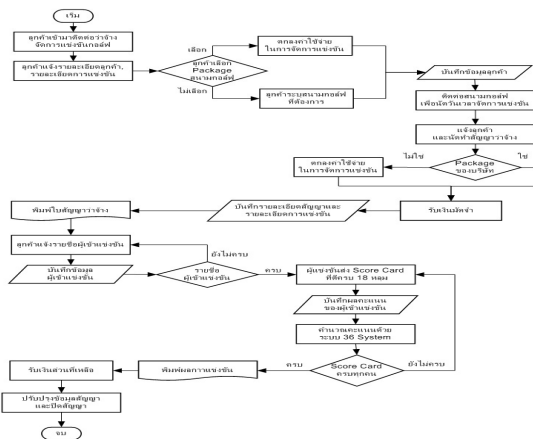 เริ่ม
ลูกค้าเข้ามาติดต่อว่าจ้าง
จัดการแข่งขันกอล์ฟ
ลูกค้าแจ้งรายละเอียดลูกค้า,
รายละเอียดการแข่งขัน
ลูกค้าเลือก
Package
สนามกอล์ฟ
เลือก
ไม่เลือก
ตกลงค่าใช้จ่าย
ในการจัดการแข่งขัน
ลูกค้าระบุสนามกอล์ฟ
ที่ต้องการ
บันทึกข้อมูลลูกค้า
ติดต่อสนามกอล์ฟ
เพื่อนัดวันเวลาจัดการแข่งขัน
แจ้งลูกค้า
และนัดทำสัญญาว่าจ้าง
Package
ของบริษัท
ไม่ใช่
ใช่
ตกลงค่าใช้จ่าย
ในการจัดการแข่งขัน
รับเงินมัดจำ
บันทึกรายละเอียดสัญญาและ
รายละเอียดการแข่งขัน
พิมพ์ใบสัญญาว่าจ้าง
ลูกค้าแจ้งรายชื่อผู้เข้าแข่งขัน
บันทึกข้อมูล
ผู้เข้าแข่งขัน
รายชื่อ
ผู้เข้าแข่งขัน
ยังไม่ครบ
ครบ
ผู้แข่งขันส่ง Score Card
ที่ตีครบ 18 หลุม
บันทึกผลคะแนน
ของผู้เข้าแข่งขัน
คำนวณคะแนนด้วย
ระบบ 36 System
Score Card
ครบทุกคน
ยังไม่ครบ
ครบ
พิมพ์ผลการแข่งขัน
รับเงินส่วนที่เหลือ
ปรับปรุงข้อมูลสัญญา
และปิดสัญญา
จบ